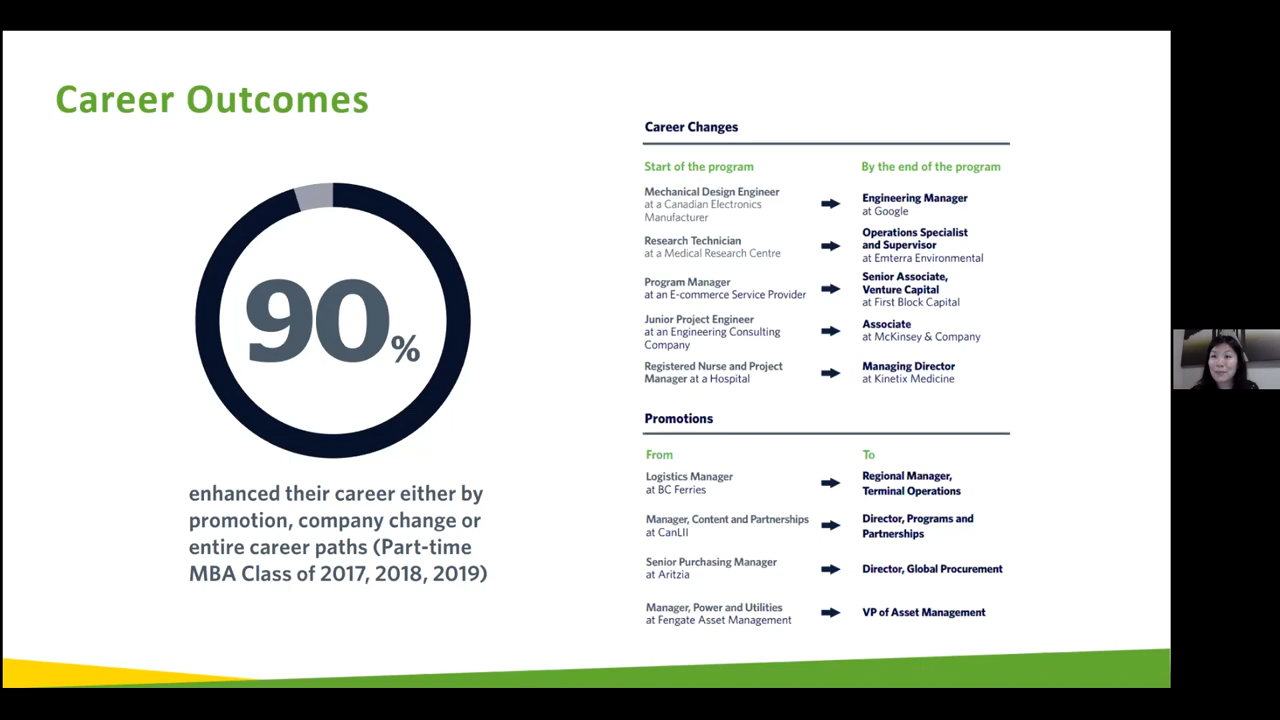 Career Outcomes
90%
enhanced their career either by
promotion, company change or
entire career paths (Part-time
MBA Class of 2017, 2018, 2019)
Career Changes
Start of the program
By the end of the program
Mechanical Design Engineer
at a Canadian Electronics
Manufacturer
Engineering Manager
at Google
Research Technician
at a Medical Research Centre
Operations Specialist
and Supervisor
at Emterra Environmental
Program Manager
at an E-commerce Service Provider
Senior Associate,
Venture Capital
at First Block Capital
Junior Project Engineer
at an Engineering Consulting
Company
Associate
at McKinsey & Company
Registered Nurse and Project
Manager at a Hospital
Managing Director
at Kinetix Medicine
Promotions
From
To
Logistics Manager
at BC Ferries
Regional Manager,
Terminal Operations
Manager, Content and Partnerships
at CanLII
Director, Programs and
Partnerships
Senior Purchasing Manager
at Aritzia
Director, Global Procurement
Manager, Power and Utilities
at Fengate Asset Management
VP of Asset Management